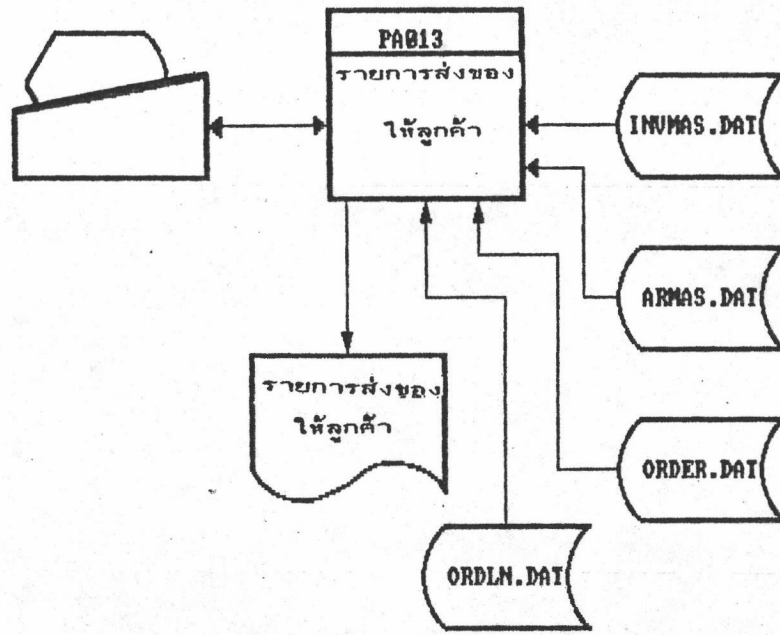 PA013
รายการส่งของ
ให้ลูกค้า
INVMAS.DAT
ARMAS.DAT
รายการส่งของ
ให้ลูกค้า
ORDER.DAT
ORDLN.DAT